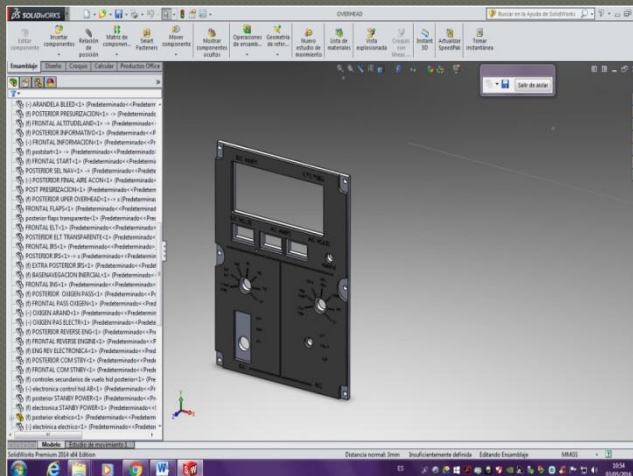 SOLIDWORKS
OVERHEAD
Buscar en la Ayuda de SolidWorks
Editar componente
Insertar componentes
Relación de posición
Matriz de componen...
Smart Fasteners
Mover componente
Mostrar componentes ocultos
Operaciones de ensamb...
Geometría de refer...
Nuevo estudio de movimiento
Lista de materiales
Vista explosionada
Croquis con líneas...
Instant 3D
Actualizar SpeedPak
Tomar instantánea
Ensamblaje
Diseño
Croquis
Calcular
Productos Office
Salir de aislar
(-) ARANDELA BLEED<1> (Predeterminado<<Predeterm
(f) POSTERIOR PRESURIZACION<1> -> (Predeterminado
(f) FRONTAL ALTITUDELAND<1> -> (Predeterminado
(f) POSTERIOR INFORMATIVO<1> (Predeterminado<<P
(-) FRONTAL INFORMACION<1> (Predeterminado<<P
(f) FRONTAL START<1> -> (Predeterminado<<Predetermi
POSTERIOR SEL NAV<1> -> (Predeterminado<<Predetermi
(-) POSTERIOR FINAL AIRE ACON<1> (Predeterminado
POST PRESIRIZACION<1> (Predeterminado<<Predetermi
(f) POSTERIOR UPER OVERHEAD<1> -> x (Predeterminad
FRONTAL FLAPS<1> (Predeterminado<<Predeterminado
posterior flaps transparente<1> (Predeterminado<<Pred
FRONTAL ELT<1> (Predeterminado<<Predeterminado
POSTERIOR ELT TRANSPARENTE<1> (Predeterminado
FRONTAL IRS<1> (Predeterminado<<Predeterminado>
POSTERIOR IRS<1> -> x (Predeterminado<<Predetermin
(f) EXTRA POSTERIOR IRS<1> (Predeterminado<<Predet
(f) BASENAVEGACION INERCIAL<1> (Predeterminado<
FRONTAL INS<1> (Predeterminado<<Predeterminado
(f) POSTERIOR OXIGEN PASS<1> (Predeterminado<<P
(f) FRONTAL PASS OXIGEN<1> (Predeterminado<<Pred
(-) OXIGEN ARAND<1> (Predeterminado<<Predetermi
(-) OXIGEN PAS ELECTR<1> (Predeterminado<<Predete
(f) POSTERIOR REVERSE ENG<1> (Predeterminado<<Pr
(f) FRONTAL REVERSE ENGINE<1> (Predeterminado<<P
(f) ENG REV ELECTRONICA<1> (Predeterminado<<Pred
(f) POSTERIOR COM STBY<1> (Predeterminado<<Pred
(f) FRONTAL COM STNBY<1> (Predeterminado<<Predet
(f) controles secundarios de vuelo hid posterior<1> (Pre
(-) electronica control hid AB<1> (Predeterminado<<Pr
(f) posterior STANBY POWER<1> (Predeterminado<<Pr
(f) electronica STANBY POWER<1> (Predeterminado<
(f) posterior elcetrico<1> (Predeterminado<<Predeterm
(-) electrinica electrico<1> (Predeterminado<<Predeter
Modelo
Estudio de movimiento 1
SolidWorks Premium 2014 x64 Edition
Distancia normal: 3mm
Insuficientemente definida
Editando Ensamblaje
MMGS
ES
10:54